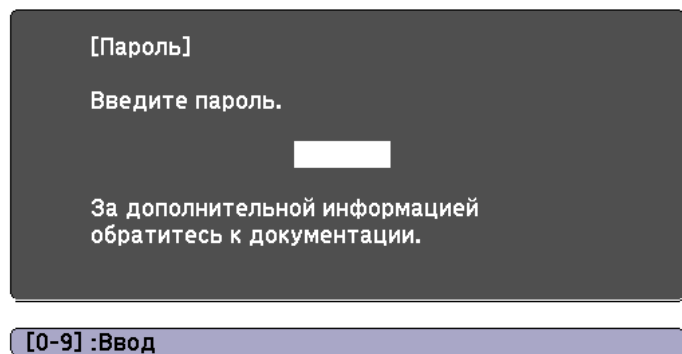 [Пароль]
Введите пароль.
За дополнительной информацией
обратитесь к документации.
[0-9] :Ввод